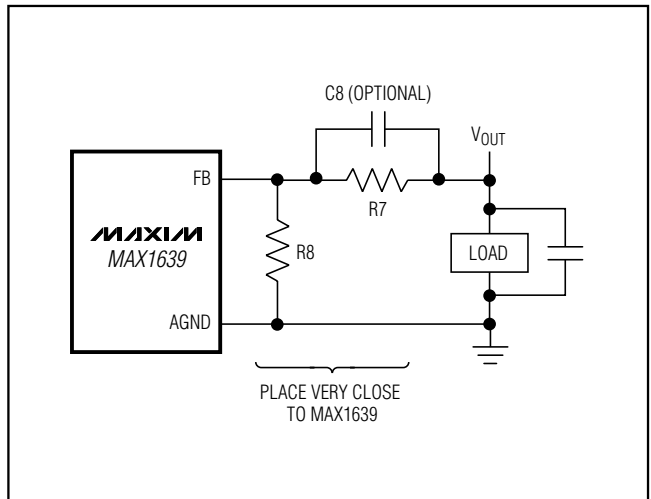 C8 (OPTIONAL)
VOUT
FB
R7
MAXIM
MAX1639
R8
LOAD
AGND
PLACE VERY CLOSE
TO MAX1639